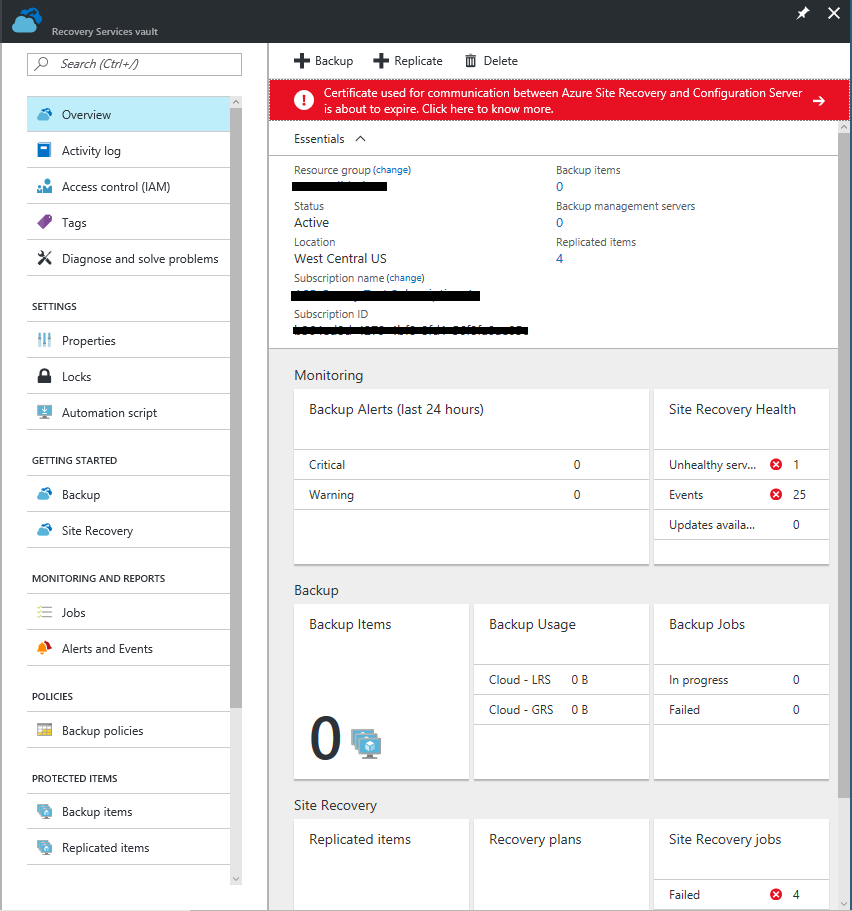 Recovery Services vault
Search (Ctrl+/)
Overview
Activity log
Access control (IAM)
Tags
Diagnose and solve problems
SETTINGS
Properties
Locks
Automation script
GETTING STARTED
Backup
Site Recovery
MONITORING AND REPORTS
Jobs
Alerts and Events
POLICIES
Backup policies
PROTECTED ITEMS
Backup items
Replicated items
Backup Replicate Delete
Certificate used for communication between Azure Site Recovery and Configuration Server
is about to expire. Click here to know more.
Essentials
Resource group (change)
Status
Active
Location
West Central US
Subscription name (change)
Subscription ID
Backup items
0
Backup management servers
0
Replicated items
4
Monitoring
Backup Alerts (last 24 hours)
Critical 0
Warning 0
Site Recovery Health
Unhealthy serv... 1
Events 25
Updates availa... 0
Backup
Backup Items
0
Backup Usage
Cloud - LRS 0 B
Cloud - GRS 0 B
Backup Jobs
In progress 0
Failed 0
Site Recovery
Replicated items
Recovery plans
Site Recovery jobs
Failed 4